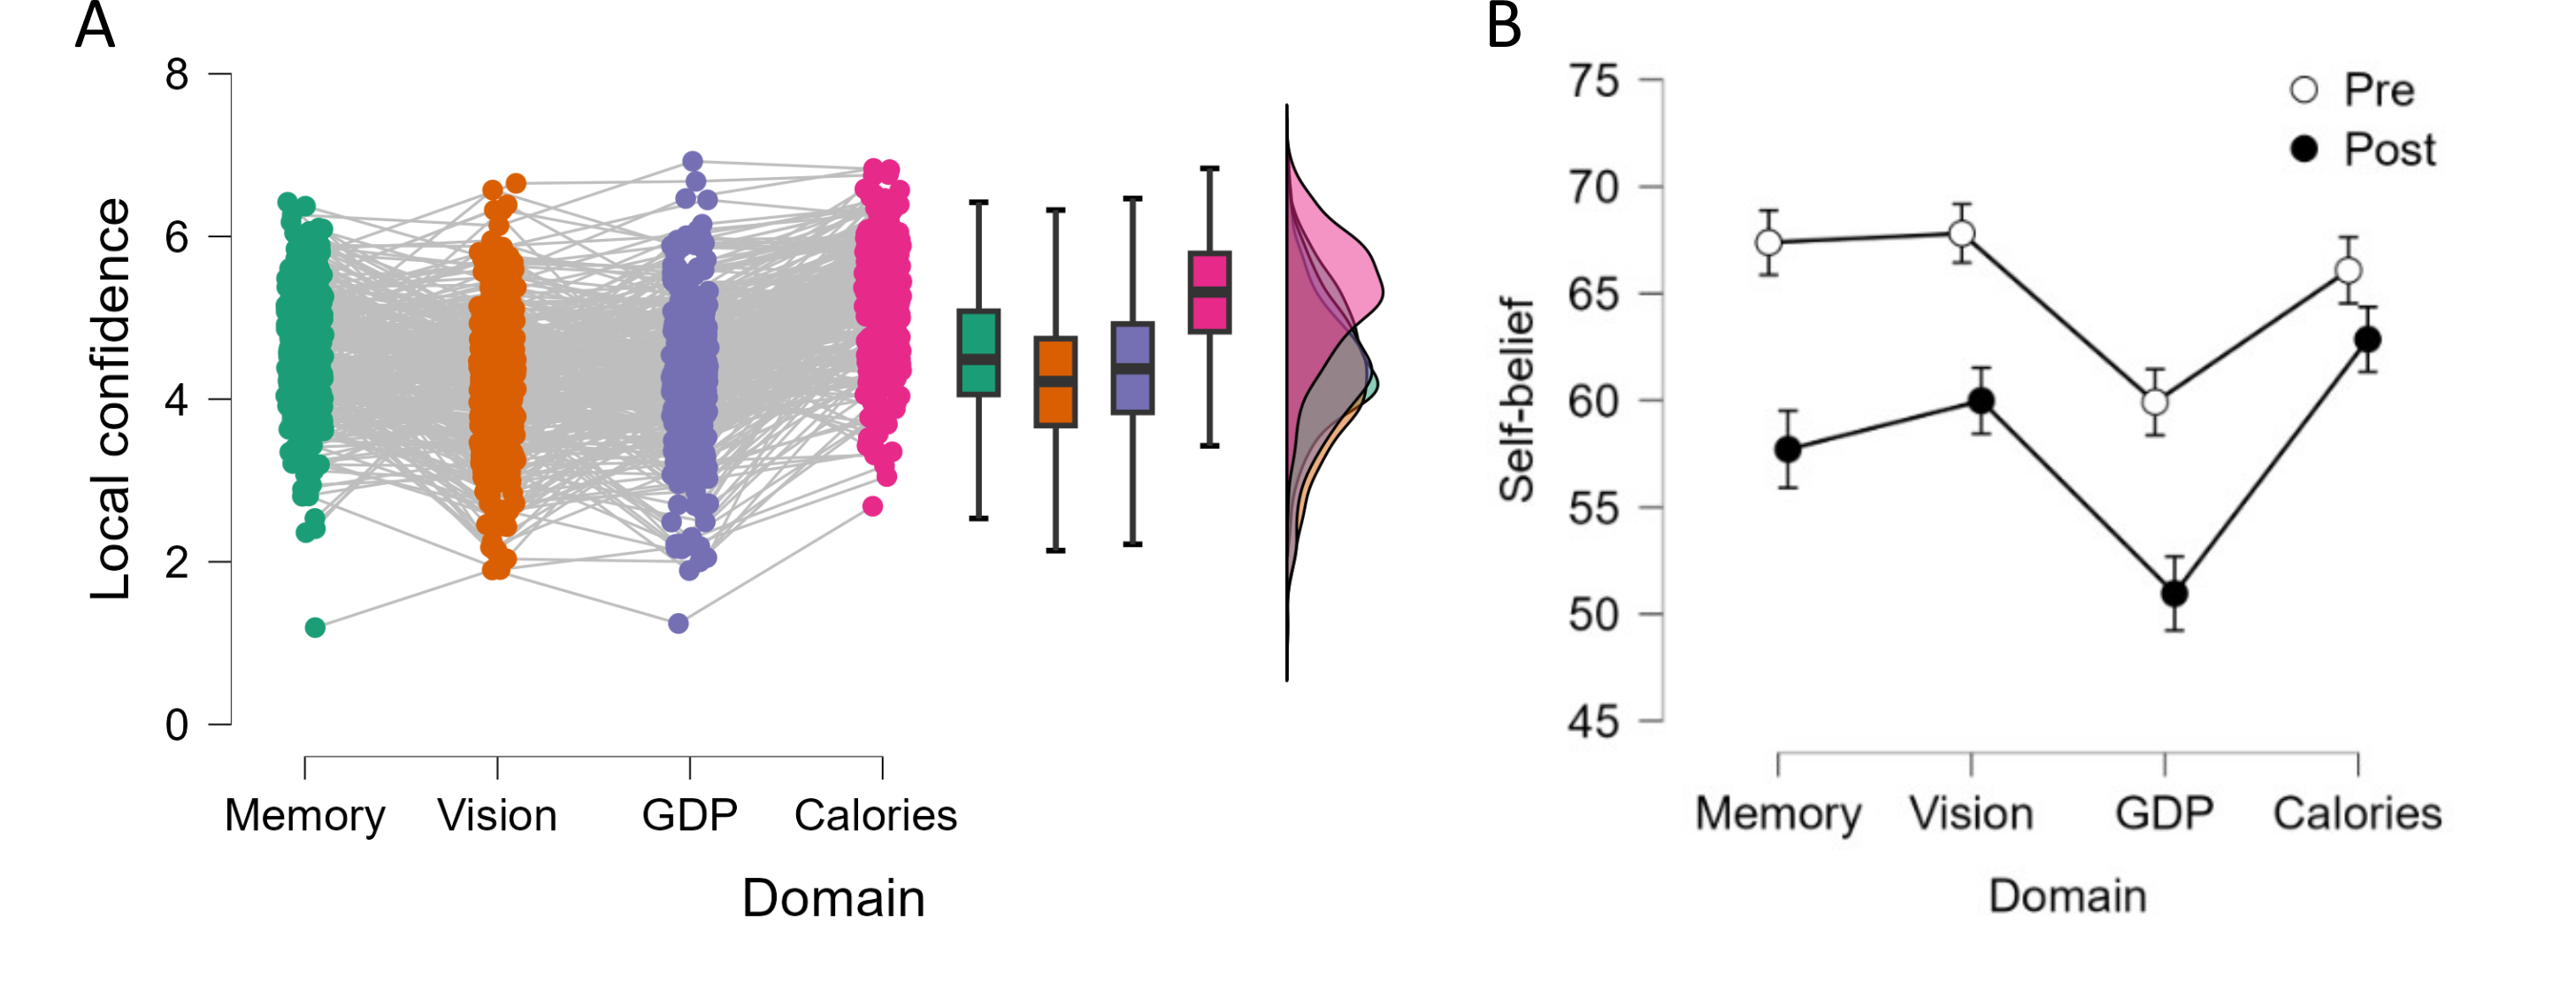 A
8
6
4
2
0
Local confidence
Memory Vision GDP Calories
Domain
B
75
70
65
60
55
50
45
Self-belief
Pre
Post
Memory Vision GDP Calories
Domain